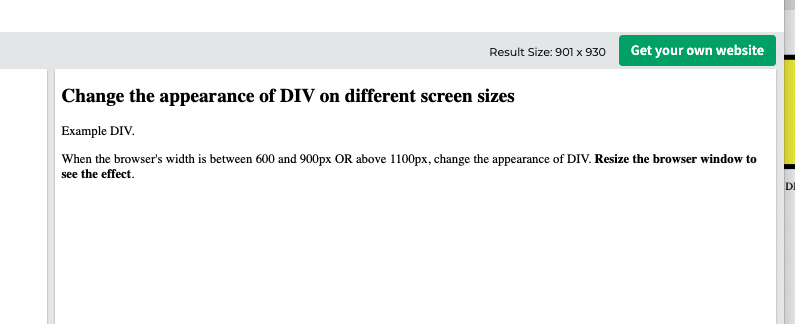 Result Size: 901 x 930
Get your own website
Change the appearance of DIV on different screen sizes
Example DIV.
When the browser's width is between 600 and 900px OR above 1100px, change the appearance of DIV. Resize the browser window to
see the effect.